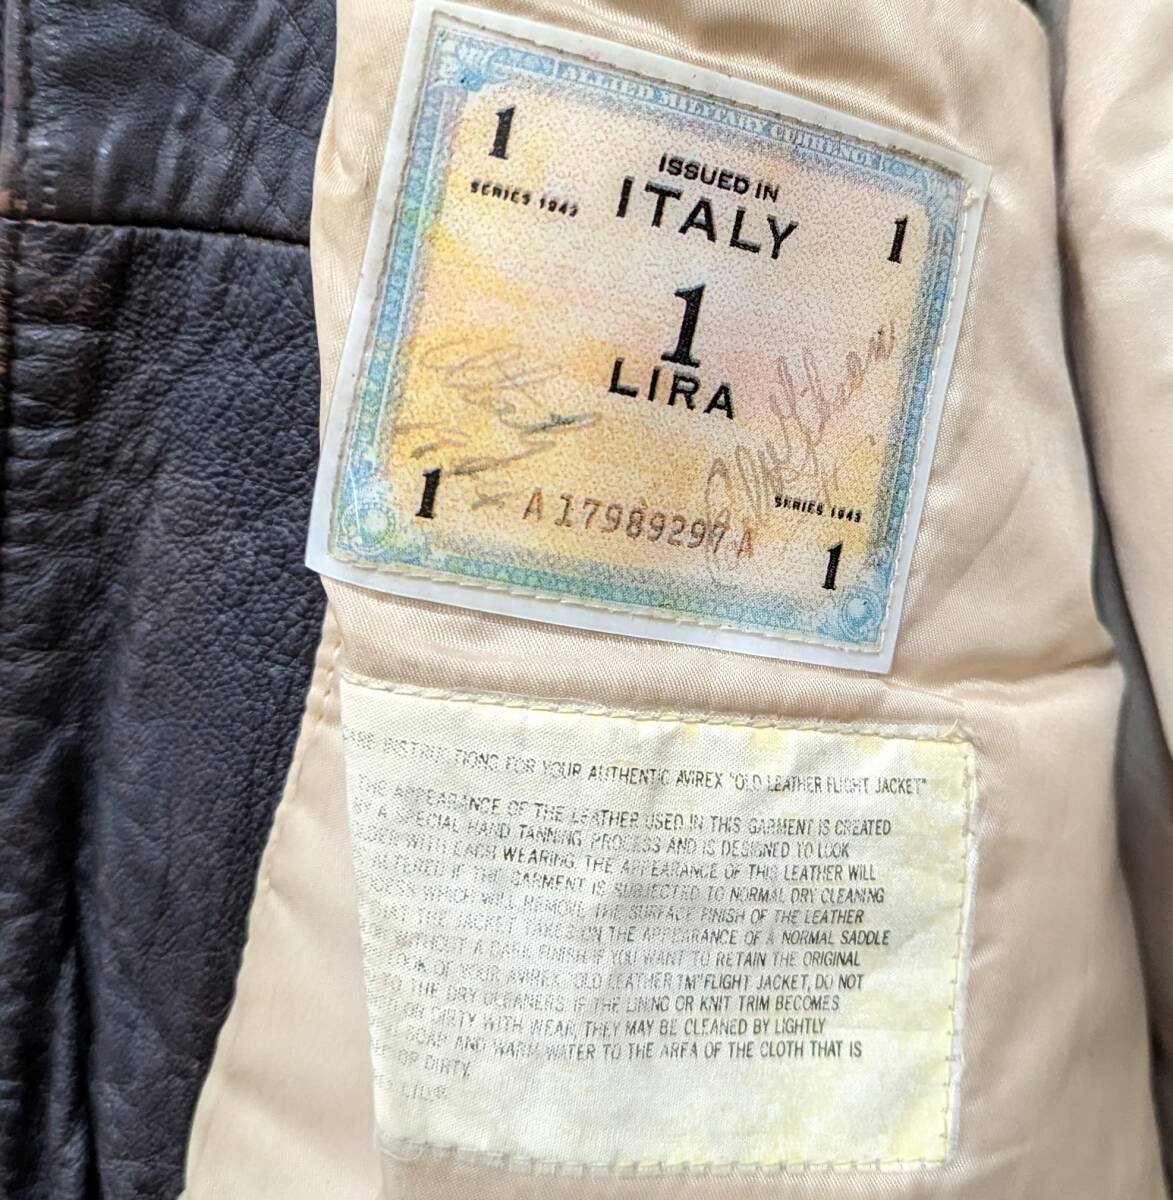 ALLIED MILITARY CURRENCY
1
ISSUED IN
SERIES 1943
ITALY
1
1
LIRA
1
A17989297A
SERIES 1943
1
ARE INSTRUCTIONS FOR YOUR AUTHENTIC AVIREX "OLD LEATHER FLIGHT JACKET"
THE APPEARANCE OF THE LEATHER USED IN THIS GARMENT IS CREATED
BY A SPECIAL HAND TANNING PROCESS AND IS DESIGNED TO LOOK
WITH EACH WEARING. THE APPEARANCE OF THIS LEATHER WILL
ALTERED IF THE GARMENT IS SUBJECTED TO NORMAL DRY CLEANING
WHICH WILL REMOVE THE SURFACE FINISH OF THE LEATHER
THE JACKET TAKES ON THE APPEARANCE OF A NORMAL SADDLE
WITHOUT A DARK FINISH IF YOU WANT TO RETAIN THE ORIGINAL
LOOK OF YOUR AVIREX "OLD LEATHER TM" FLIGHT JACKET, DO NOT
THE DRY CLEANERS. IF THE LINING OR KNIT TRIM BECOMES
OR DIRTY WITH WEAR, THEY MAY BE CLEANED BY LIGHTLY
SOAP AND WARM WATER TO THE AREA OF THE CLOTH THAT IS
OR DIRTY.